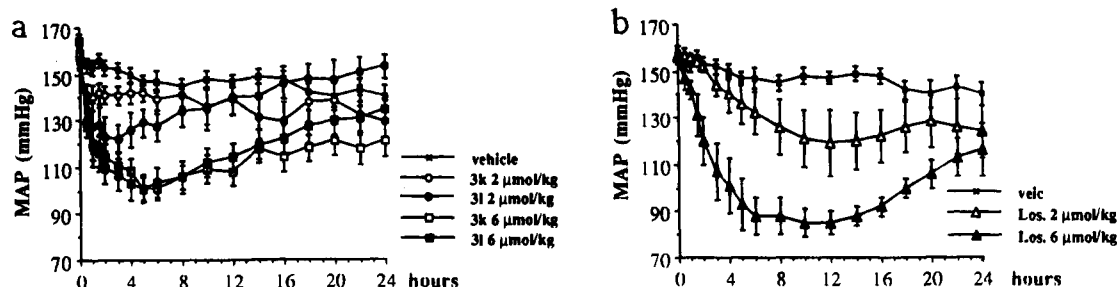 a
170
150
130
110
90
70
MAP (mmHg)
0 4 8 12 16 20 24 hours
vehicle
3k 2 µmol/kg
3l 2 µmol/kg
3k 6 µmol/kg
3l 6 µmol/kg
b
170
150
130
110
90
70
MAP (mmHg)
0 4 8 12 16 20 24 hours
veic
Los. 2 µmol/kg
Los. 6 µmol/kg